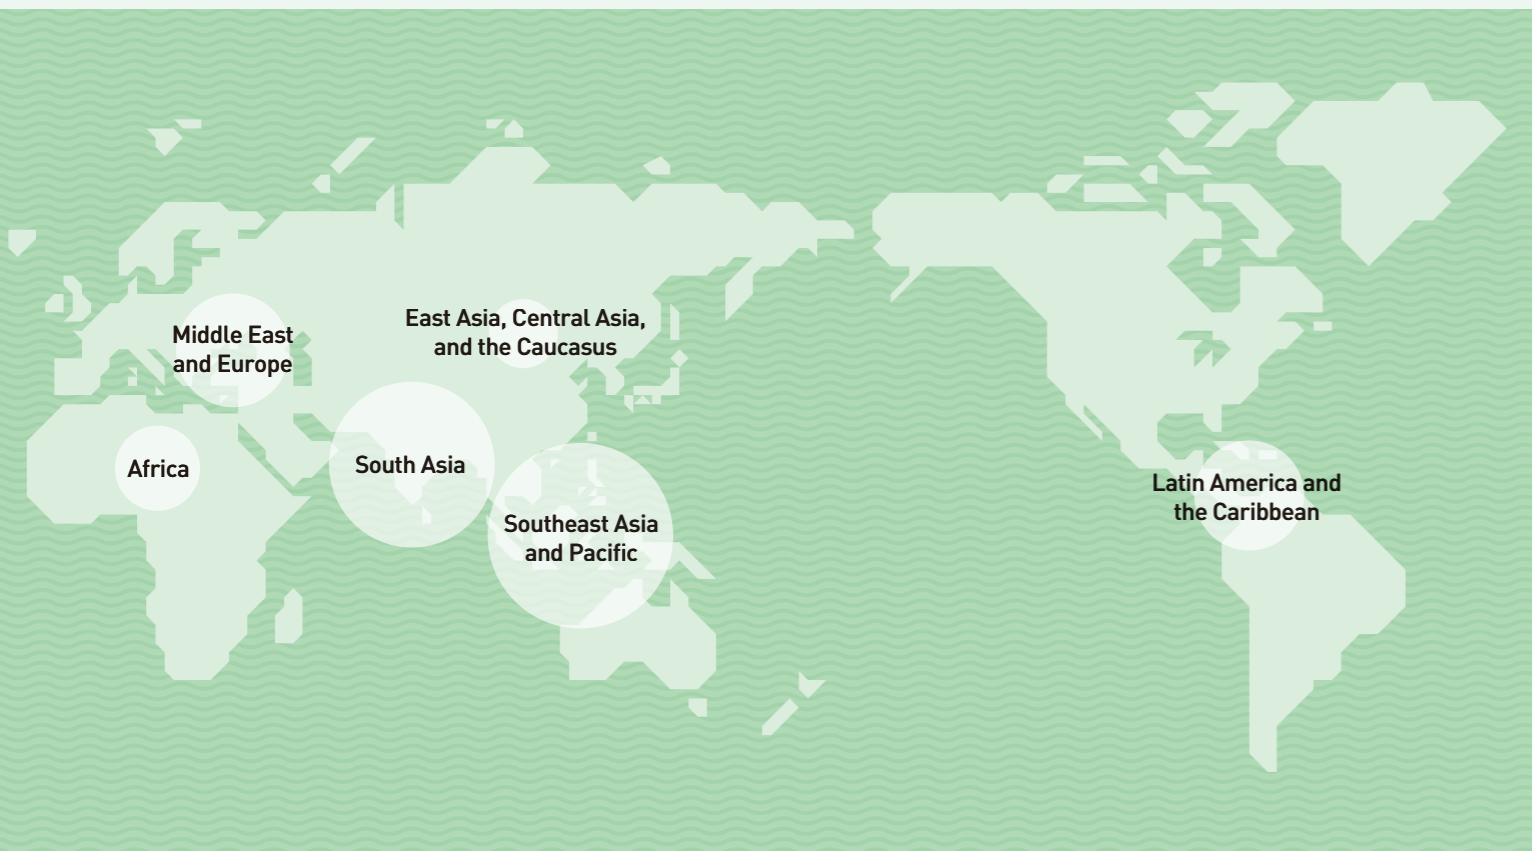 East Asia, Central Asia,
and the Caucasus
Middle East
and Europe
Africa
South Asia
Southeast Asia
and Pacific
Latin America and
the Caribbean